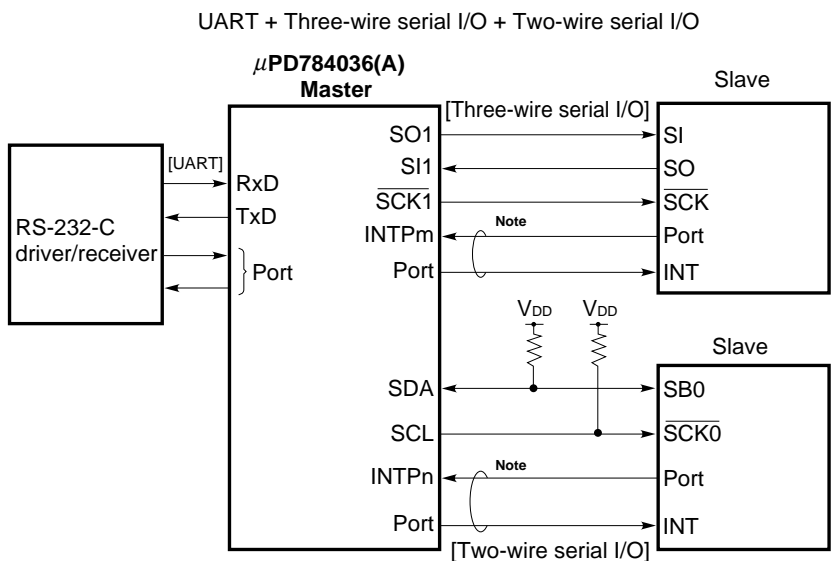 UART + Three-wire serial I/O + Two-wire serial I/O
μPD784036(A)
Master
Slave
[Three-wire serial I/O]
SO1
SI
[UART]
SI1
SO
RxD
SCK1
SCK
TxD
RS-232-C
driver/receiver
INTPm
Note
Port
Port
Port
INT
VDD
VDD
Slave
SDA
SB0
SCL
SCK0
INTPn
Note
Port
Port
INT
[Two-wire serial I/O]